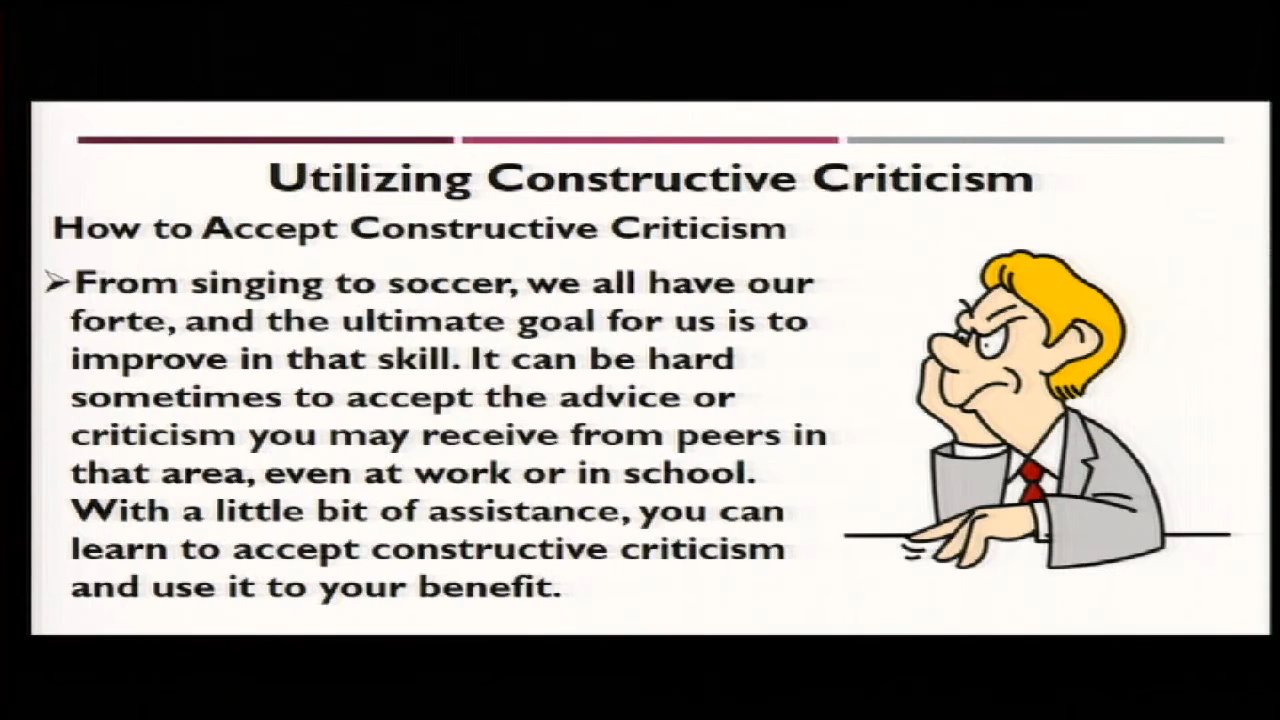 Utilizing Constructive Criticism
How to Accept Constructive Criticism
➢From singing to soccer, we all have our
forte, and the ultimate goal for us is to
improve in that skill. It can be hard
sometimes to accept the advice or
criticism you may receive from peers in
that area, even at work or in school.
With a little bit of assistance, you can
learn to accept constructive criticism
and use it to your benefit.